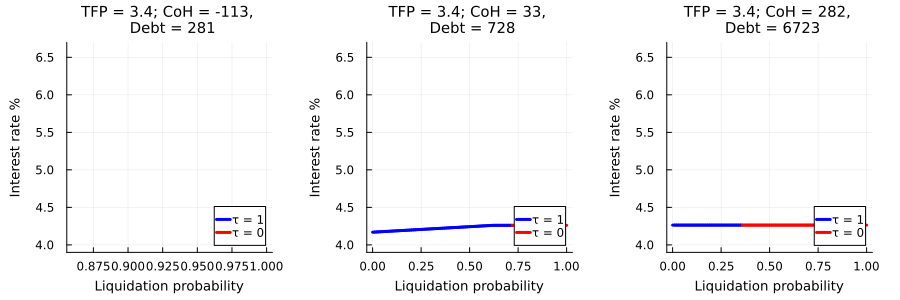 TFP = 3.4; CoH = -113,
Debt = 281
Interest rate %
6.5
6.0
5.5
5.0
4.5
4.0
τ = 1
τ = 0
0.875 0.900 0.925 0.950 0.975 1.000
Liquidation probability
TFP = 3.4; CoH = 33,
Debt = 728
Interest rate %
6.5
6.0
5.5
5.0
4.5
4.0
τ = 1
τ = 0
0.00 0.25 0.50 0.75 1.00
Liquidation probability
TFP = 3.4; CoH = 282,
Debt = 6723
Interest rate %
6.5
6.0
5.5
5.0
4.5
4.0
τ = 1
τ = 0
0.00 0.25 0.50 0.75 1.00
Liquidation probability